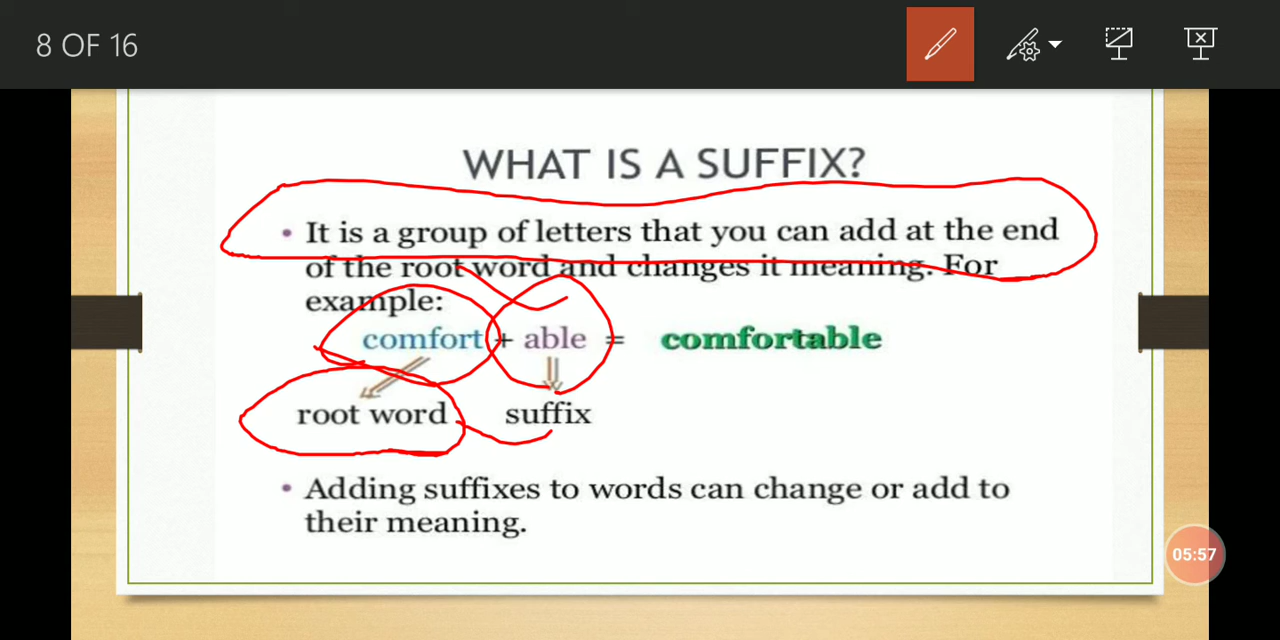 8 OF 16
WHAT IS A SUFFIX?
• It is a group of letters that you can add at the end
of the root word and changes it meaning. For
example:
comfort + able = comfortable
root word suffix
• Adding suffixes to words can change or add to
their meaning.
05:57